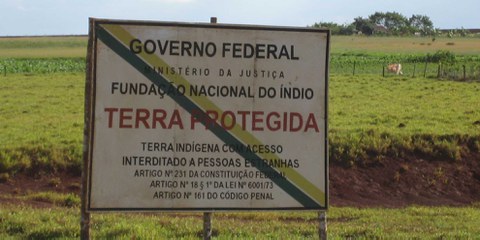 GOVERNO FEDERAL
MINISTÉRIO DA JUSTIÇA
FUNDAÇÃO NACIONAL DO ÍNDIO
TERRA PROTEGIDA
TERRA INDÍGENA COM ACESSO
INTERDITADO A PESSOAS ESTRANHAS
ARTIGO Nº 231 DA CONSTITUIÇÃO FEDERAL
ARTIGO Nº 18 § 1º DA LEI Nº 6001/73
ARTIGO Nº 161 DO CÓDIGO PENAL